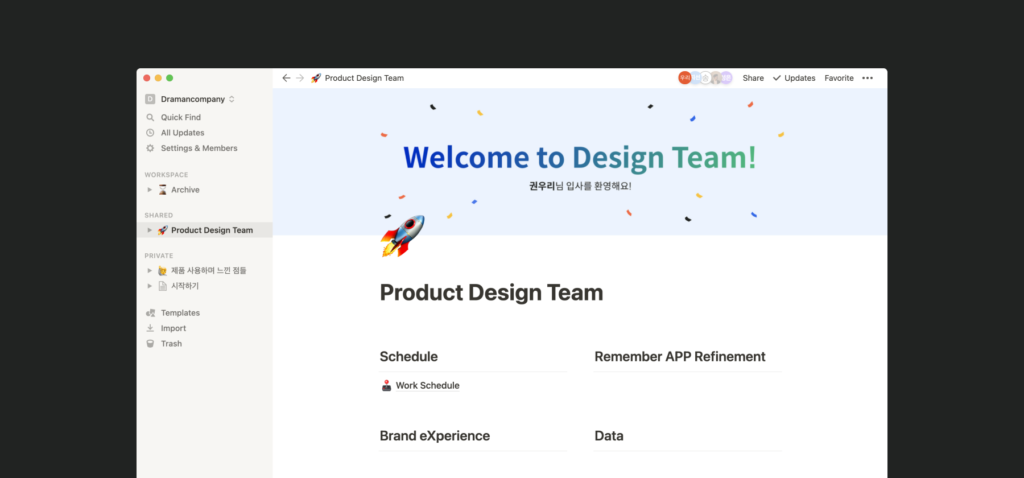 Product Design Team
우리
Share
Updates
Favorite
Dramancompany
Quick Find
All Updates
Settings & Members
WORKSPACE
Archive
SHARED
Product Design Team
PRIVATE
제품 사용하며 느낀 점들
시작하기
Templates
Import
Trash
Welcome to Design Team!
권우리님 입사를 환영해요!
Product Design Team
Schedule
Work Schedule
Remember APP Refinement
Brand eXperience
Data